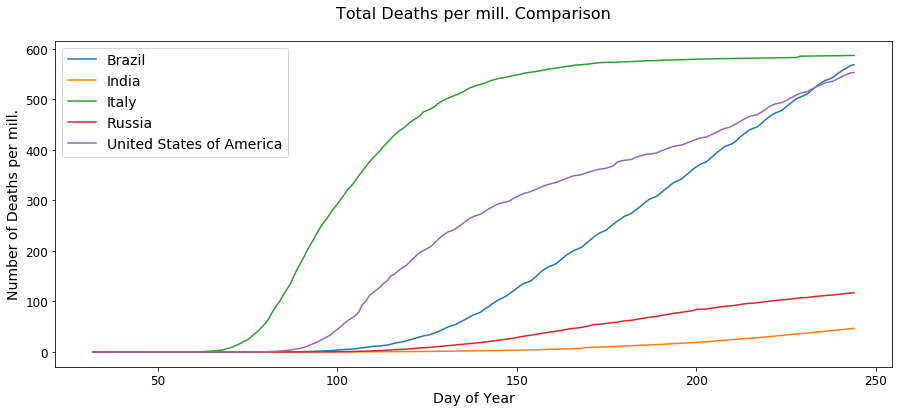 Total Deaths per mill. Comparison
600
500
400
300
200
100
0
Number of Deaths per mill.
Brazil
India
Italy
Russia
United States of America
50
100
150
200
250
Day of Year